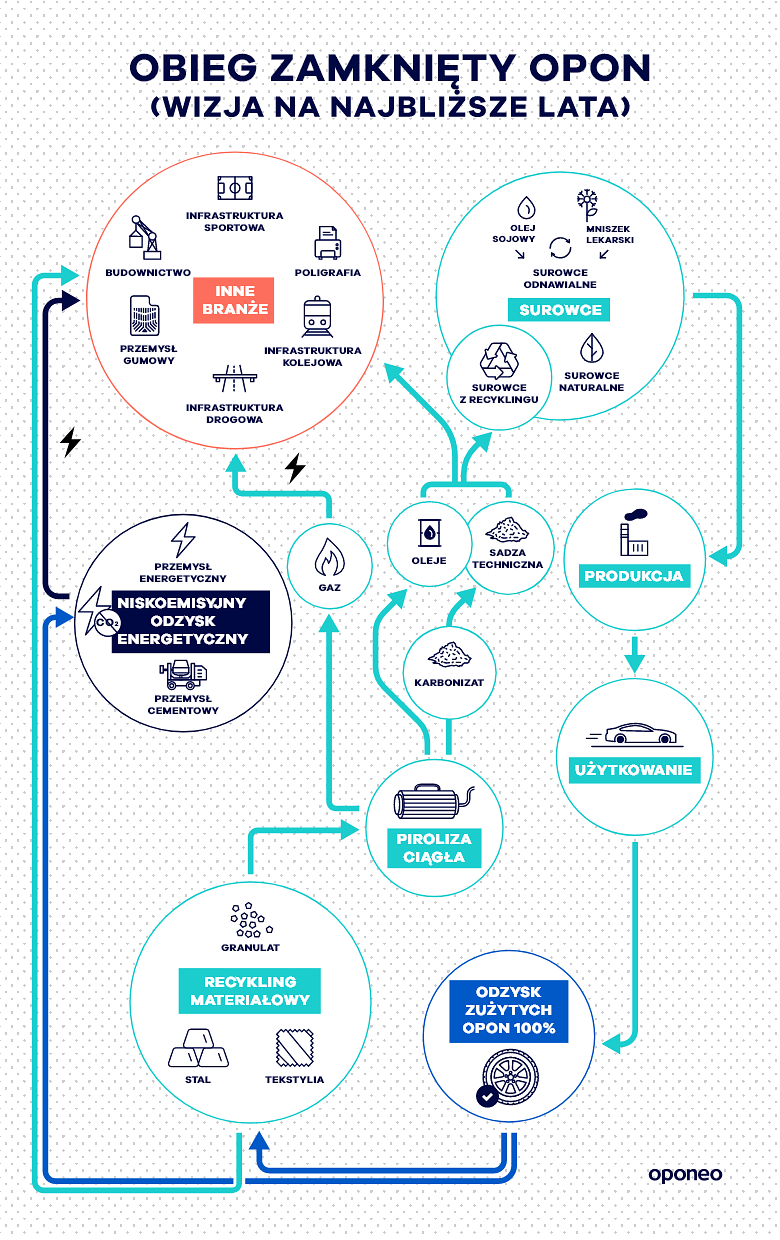 OBIEG ZAMKNIĘTY OPON
(WIZJA NA NAJBLIŻSZE LATA)
INFRASTRUKTURA
SPORTOWA
BUDOWNICTWO
POLIGRAFIA
INNE
BRANŻE
PRZEMYSŁ
GUMOWY
INFRASTRUKTURA
KOLEJOWA
INFRASTRUKTURA
DROGOWA
OLEJ
SOJOWY
MNISZEK
LEKARSKI
SUROWCE
ODNAWIALNE
SUROWCE
SUROWCE
Z RECYKLINGU
SUROWCE
NATURALNE
PRZEMYSŁ
ENERGETYCZNY
NISKOEMISYJNY
ODZYSK
ENERGETYCZNY
CO₂
PRZEMYSŁ
CEMENTOWY
GAZ
OLEJE
SADZA
TECHNICZNA
PRODUKCJA
KARBONIZAT
UŻYTKOWANIE
PIROLIZA
CIĄGŁA
GRANULAT
RECYKLING
MATERIAŁOWY
STAL
TEKSTYLIA
ODZYSK
ZUŻYTYCH
OPON 100%
oponeo